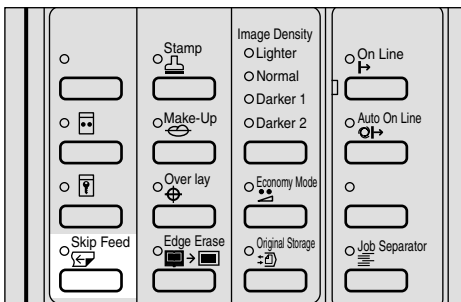 Stamp
Make-Up
Over lay
Skip Feed
Edge Erase
Image Density
Lighter
Normal
Darker 1
Darker 2
Economy Mode
Original Storage
On Line
Auto On Line
Job Separator